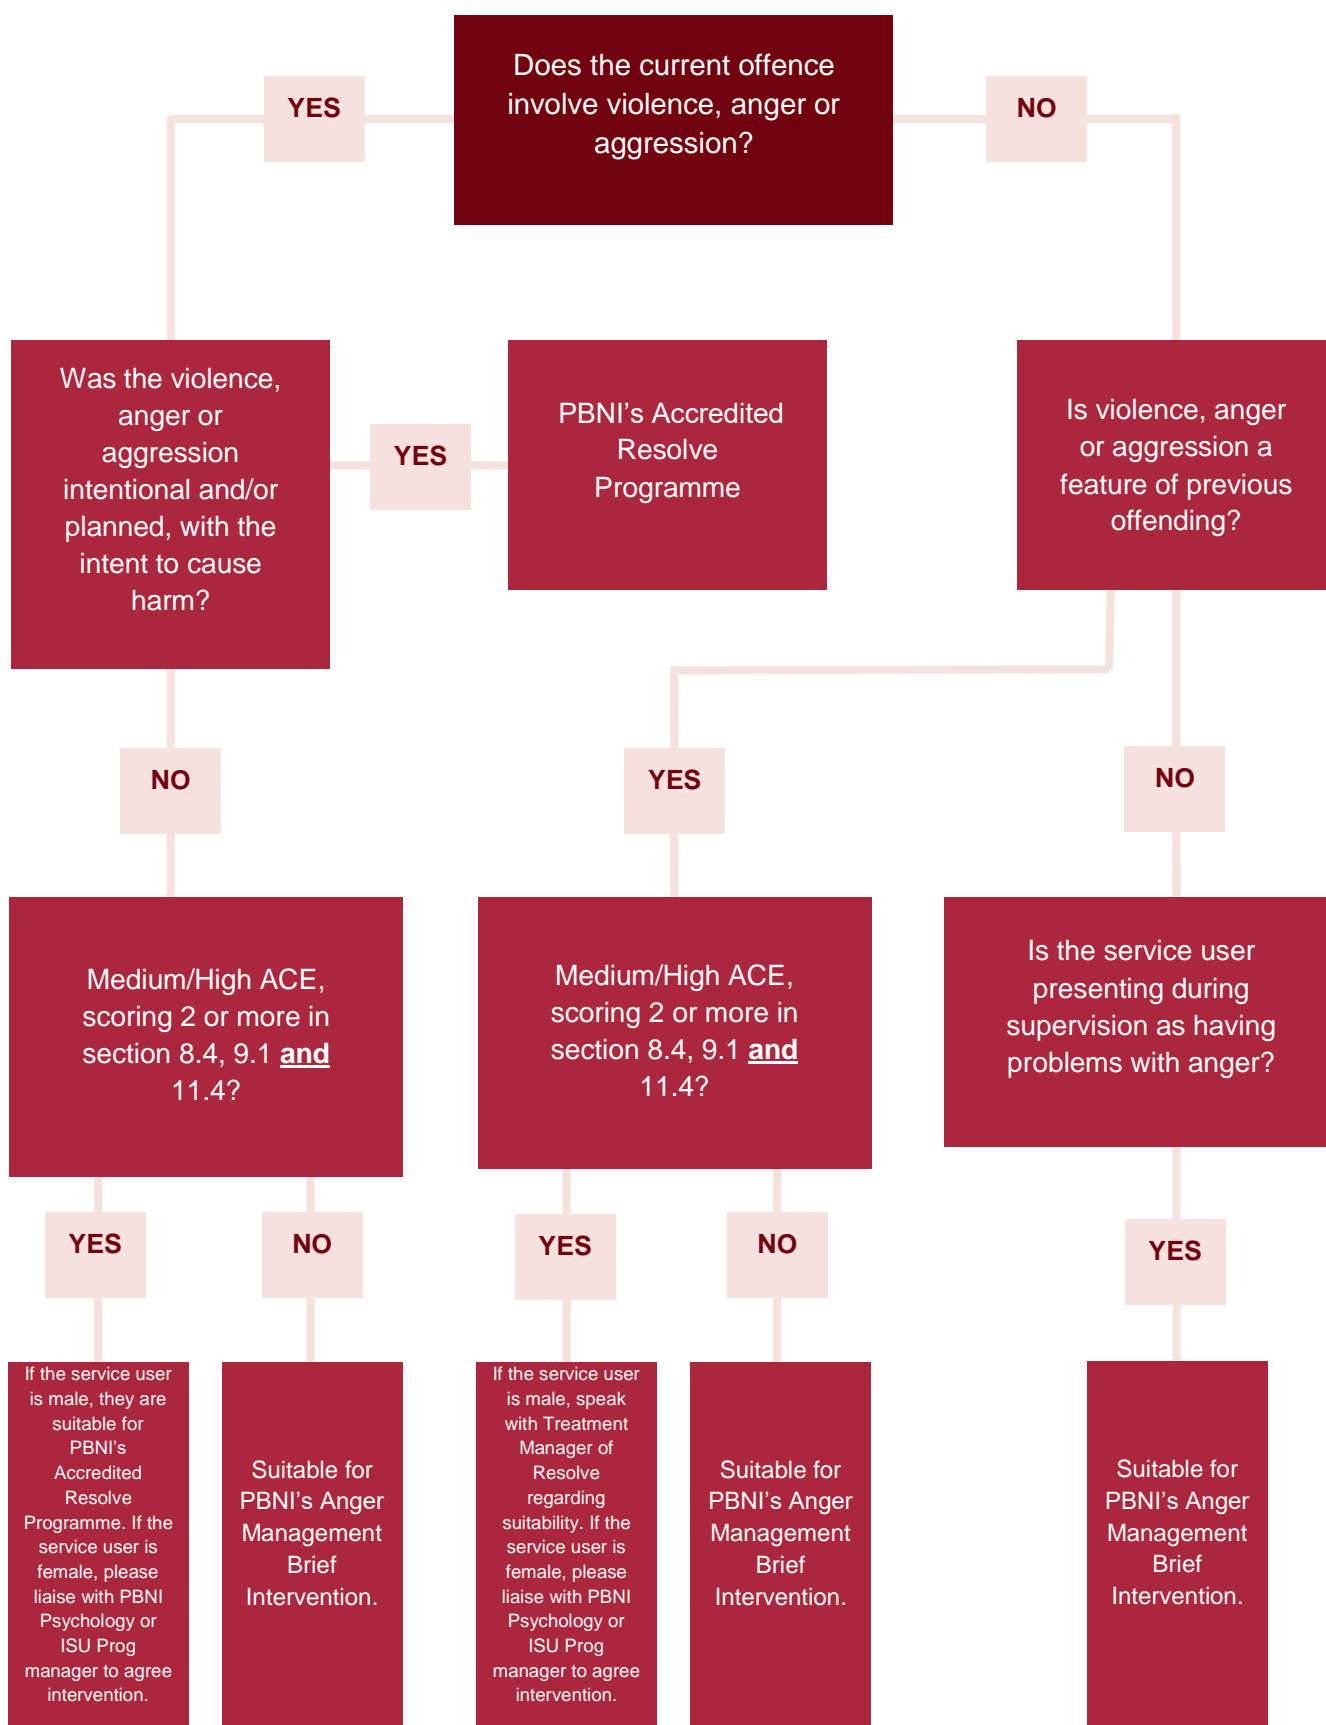 Does the current offence
involve violence, anger or
aggression?
YES
NO
Was the violence,
anger or
aggression
intentional and/or
planned, with the
intent to cause
harm?
YES
PBNI’s Accredited
Resolve
Programme
Is violence, anger
or aggression a
feature of previous
offending?
NO
YES
NO
Medium/High ACE,
scoring 2 or more in
section 8.4, 9.1 and
11.4?
Medium/High ACE,
scoring 2 or more in
section 8.4, 9.1 and
11.4?
Is the service user
presenting during
supervision as having
problems with anger?
YES
NO
YES
NO
YES
If the service user
is male, they are
suitable for
PBNI’s
Accredited
Resolve
Programme. If the
service user is
female, please
liaise with PBNI
Psychology or
ISU Prog
manager to agree
intervention.
Suitable for
PBNI’s Anger
Management
Brief
Intervention.
If the service user
is male, speak
with Treatment
Manager of
Resolve
regarding
suitability. If the
service user is
female, please
liaise with PBNI
Psychology or
ISU Prog
manager to agree
intervention.
Suitable for
PBNI’s Anger
Management
Brief
Intervention.
Suitable for
PBNI’s Anger
Management
Brief
Intervention.